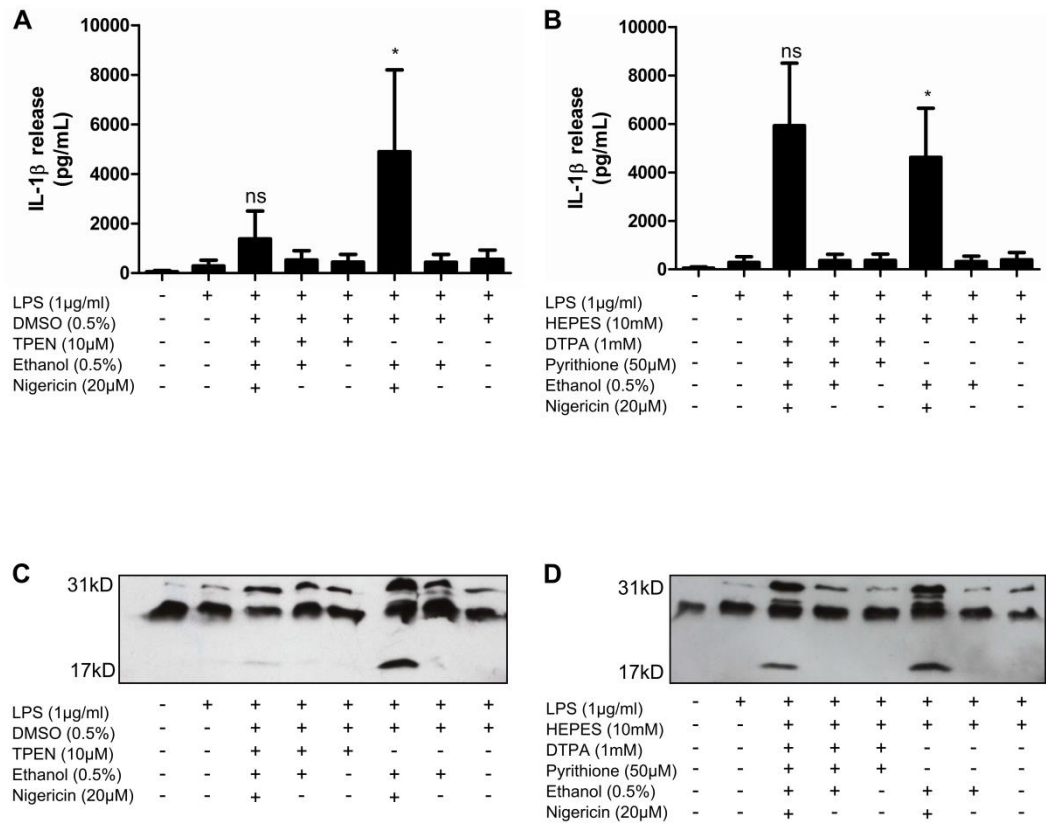 A
10000
8000
6000
4000
2000
0
IL-1β release
(pg/mL)
ns
*
LPS (1µg/ml) - + + + + + + +
DMSO (0.5%) - - + + + + + +
TPEN (10µM) - - + + + - - -
Ethanol (0.5%) - - + + - + + -
Nigericin (20µM) - - + - - + - -
B
10000
8000
6000
4000
2000
0
IL-1β release
(pg/mL)
ns
*
LPS (1µg/ml) - + + + + + + +
HEPES (10mM) - - + + + + + +
DTPA (1mM) - - + + + - - -
Pyrithione (50µM) - - + + + - - -
Ethanol (0.5%) - - + + - + + -
Nigericin (20µM) - - + - - + - -
C
31kD
17kD
LPS (1µg/ml) - + + + + + + +
DMSO (0.5%) - - + + + + + +
TPEN (10µM) - - + + + - - -
Ethanol (0.5%) - - + + - + + -
Nigericin (20µM) - - + - - + - -
D
31kD
17kD
LPS (1µg/ml) - + + + + + + +
HEPES (10mM) - - + + + + + +
DTPA (1mM) - - + + + - - -
Pyrithione (50µM) - - + + + - - -
Ethanol (0.5%) - - + + - + + -
Nigericin (20µM) - - + - - + - -